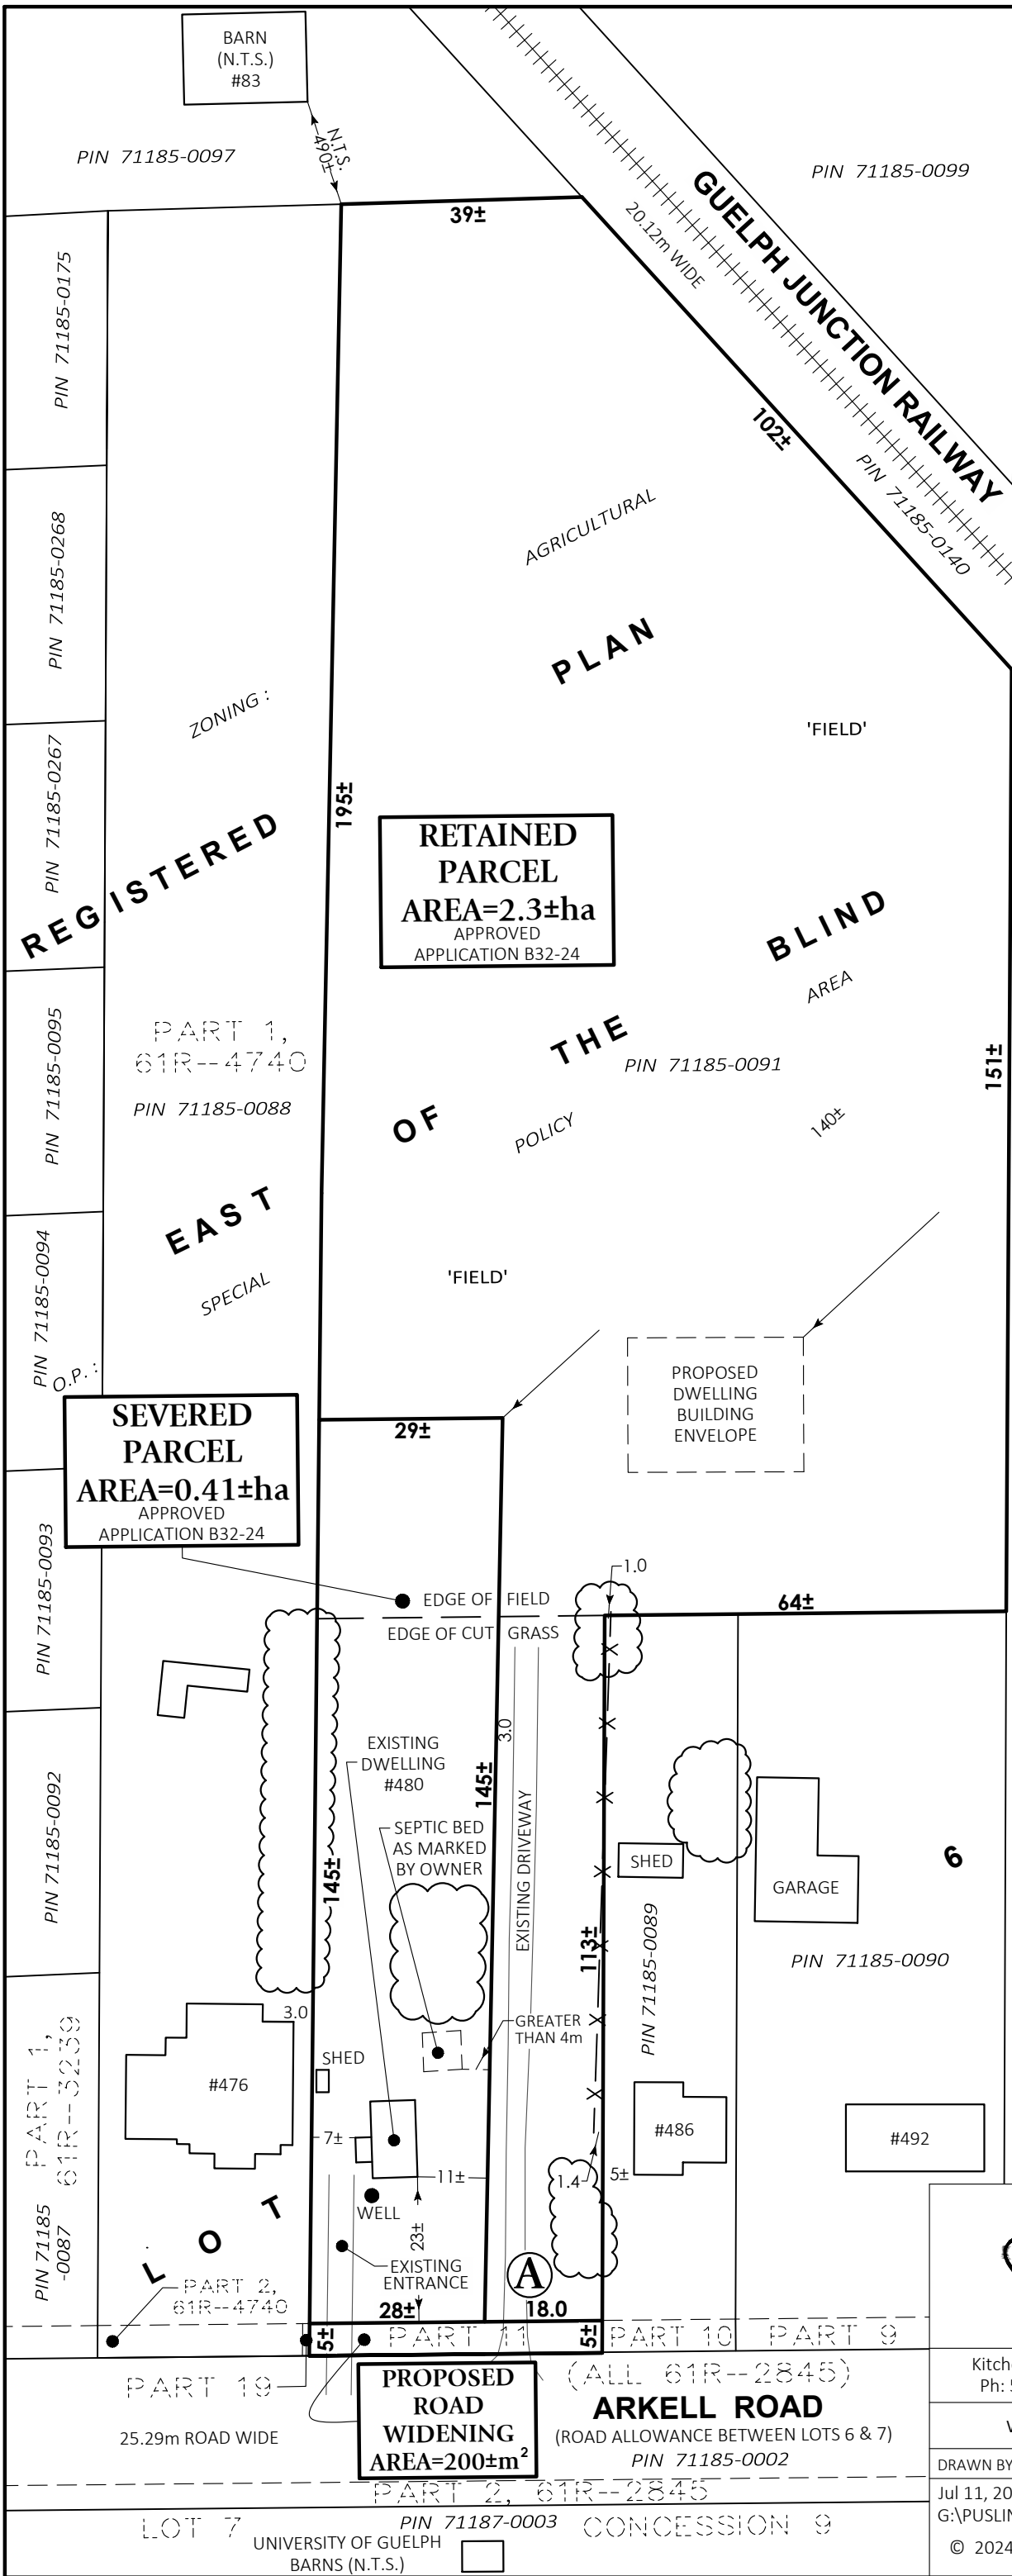 BARN
(N.T.S.)
#83
N.T.S.
490±
PIN 71185-0097
PIN 71185-0099
39±
20.12m WIDE
GUELPH JUNCTION RAILWAY
PIN 71185-0140
102±
PIN 71185-0175
PIN 71185-0268
PIN 71185-0267
PIN 71185-0095
PIN 71185-0094
PIN 71185-0093
PIN 71185-0092
AGRICULTURAL
PLAN
ZONING :
'FIELD'
195±
REGISTERED
RETAINED
PARCEL
AREA=2.3±ha
APPROVED
APPLICATION B32-24
BLIND
AREA
PART 1,
61R--4740
PIN 71185-0088
THE
PIN 71185-0091
151±
OF
POLICY
140±
EAST
SPECIAL
'FIELD'
O.P. :
PROPOSED
DWELLING
BUILDING
ENVELOPE
SEVERED
PARCEL
AREA=0.41±ha
APPROVED
APPLICATION B32-24
29±
1.0
EDGE OF FIELD
EDGE OF CUT GRASS
64±
3.0
EXISTING
DWELLING
#480
145±
SEPTIC BED
AS MARKED
BY OWNER
EXISTING DRIVEWAY
SHED
GARAGE
6
145±
113±
PIN 71185-0089
PIN 71185-0090
3.0
GREATER
THAN 4m
PART 1,
61R--3239
SHED
#476
#486
#492
7±
11±
1.4
5±
WELL
23±
PIN 71185
-0087
LOT
EXISTING
ENTRANCE
A
PART 2,
61R--4740
28±
18.0
5±
PART 11
5±
PART 10
PART 9
PART 19
PROPOSED
ROAD
WIDENING
AREA=200±m²
(ALL 61R--2845)
ARKELL ROAD
(ROAD ALLOWANCE BETWEEN LOTS 6 & 7)
25.29m ROAD WIDE
PIN 71185-0002
PART 2, 61R--2845
LOT 7
PIN 71187-0003
CONCESSION 9
UNIVERSITY OF GUELPH
BARNS (N.T.S.)
Kitche
Ph: 5
DRAWN BY
Jul 11, 20
G:\PUSLIN
© 2024